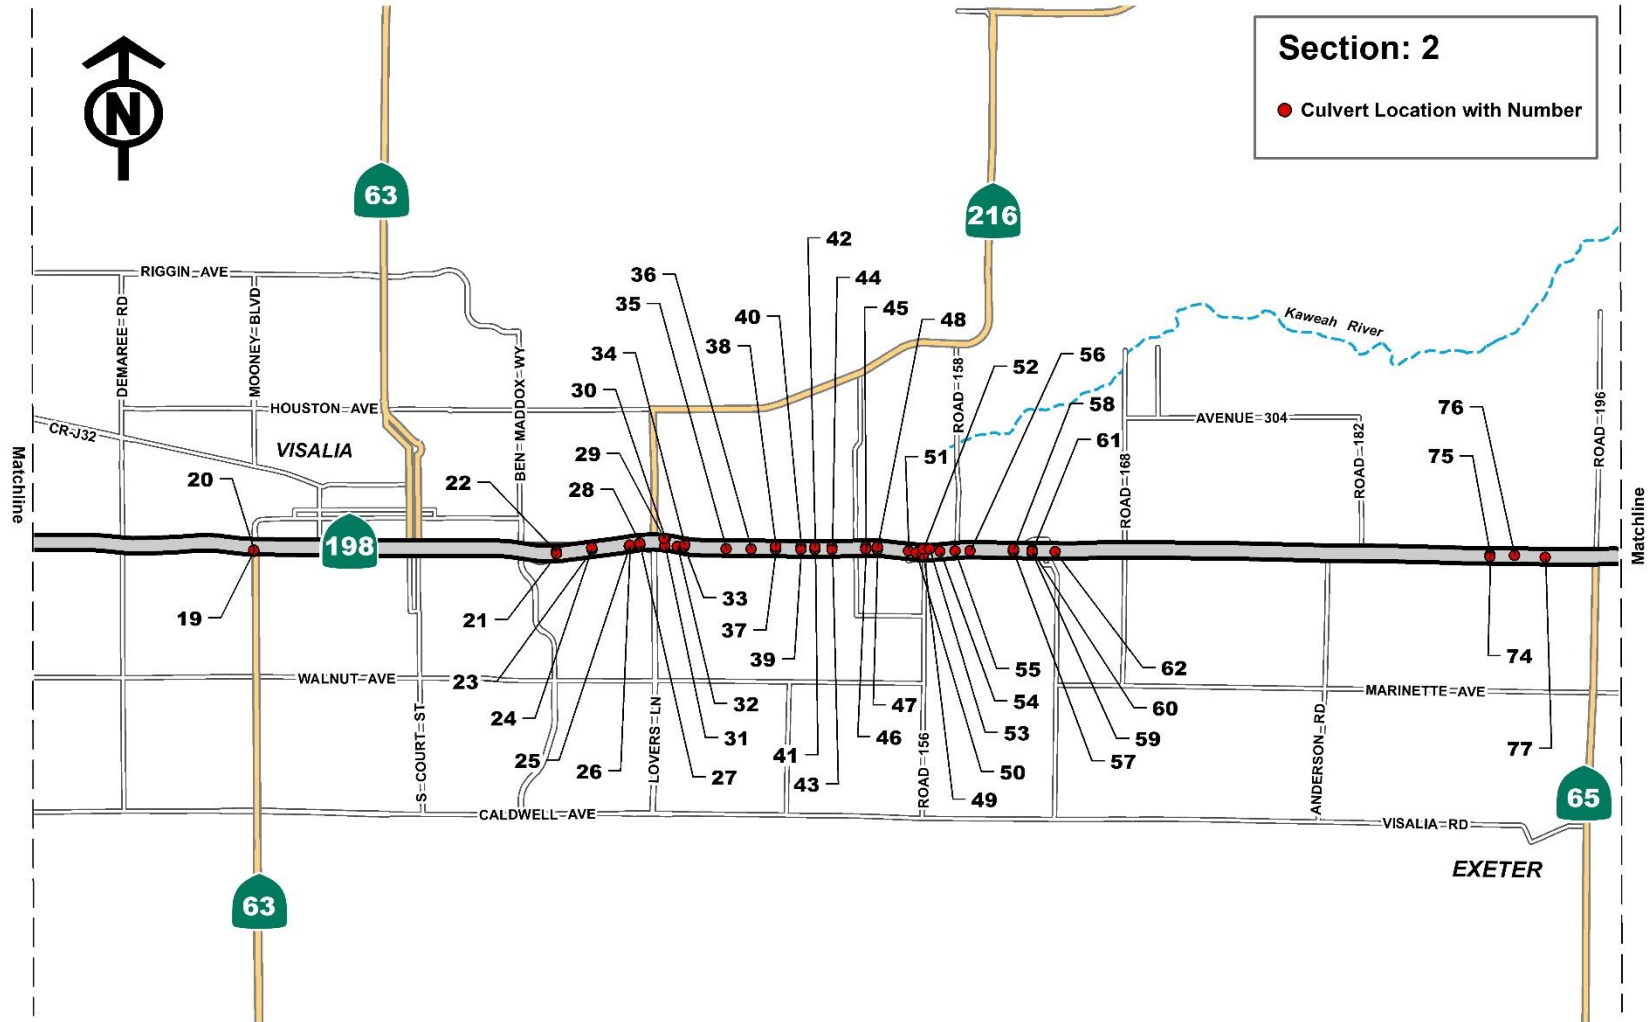 Section: 2
Culvert Location with Number
N
63
216
42
36
44
RIGGIN AVE
35
45
40
48
Kaweah River
DEMAREE RD
MOONEY BLVD
38
34
56
52
BEN MADDOX WY
ROAD 158
30
HOUSTON AVE
58
76
AVENUE 304
ROAD 196
CR-J32
VISALIA
29
61
51
75
20
22
28
ROAD 168
ROAD 182
Matchline
Matchline
198
19
21
33
37
39
55
62
74
23
WALNUT AVE
32
47
54
60
MARINETTE AVE
24
31
46
53
59
77
S COURT ST
LOVERS LN
ROAD 156
ANDERSON RD
25
26
27
41
43
50
57
49
65
CALDWELL AVE
VISALIA RD
EXETER
63